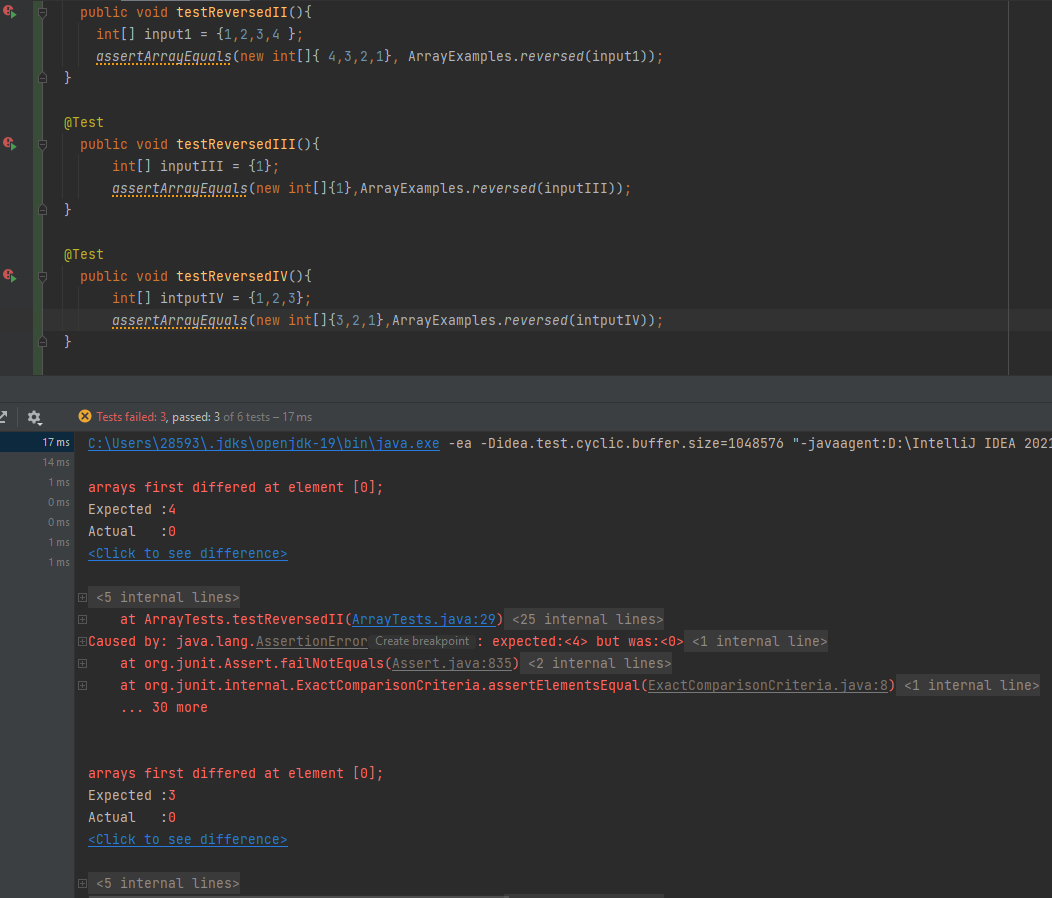 public void testReversedII(){
int[] input1 = {1,2,3,4 };
assertArrayEquals(new int[]{ 4,3,2,1}, ArrayExamples.reversed(input1));
}
@Test
public void testReversedIII(){
int[] inputIII = {1};
assertArrayEquals(new int[]{1},ArrayExamples.reversed(inputIII));
}
@Test
public void testReversedIV(){
int[] intputIV = {1,2,3};
assertArrayEquals(new int[]{3,2,1},ArrayExamples.reversed(intputIV));
}
Tests failed: 3, passed: 3 of 6 tests – 17 ms
17 ms C:\Users\28593\.jdks\openjdk-19\bin\java.exe -ea -Didea.test.cyclic.buffer.size=1048576 "-javaagent:D:\IntelliJ IDEA 2021
14 ms
1 ms
arrays first differed at element [0];
0 ms
Expected :4
0 ms
Actual   :0
1 ms
<Click to see difference>
1 ms
<5 internal lines>
at ArrayTests.testReversedII(ArrayTests.java:29) <25 internal lines>
Caused by: java.lang.AssertionError Create breakpoint : expected:<4> but was:<0> <1 internal line>
at org.junit.Assert.failNotEquals(Assert.java:835) <2 internal lines>
at org.junit.internal.ExactComparisonCriteria.assertElementsEqual(ExactComparisonCriteria.java:8) <1 internal line>
... 30 more
arrays first differed at element [0];
Expected :3
Actual   :0
<Click to see difference>
<5 internal lines>